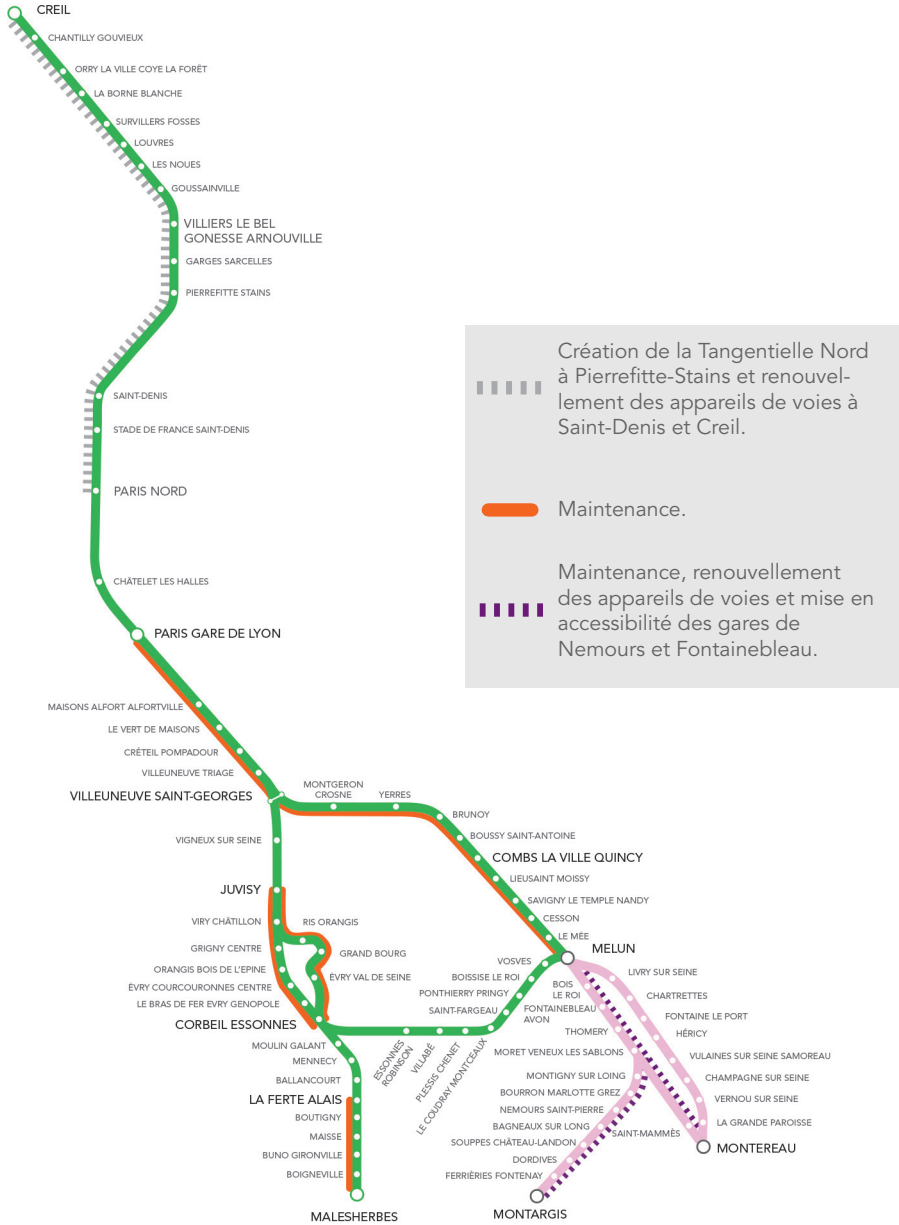 CREIL
CHANTILLY GOUVIEUX
ORRY LA VILLE COYE LA FORÊT
LA BORNE BLANCHE
SURVILLERS FOSSES
LOUVRES
LES NOUES
GOUSSAINVILLE
VILLIERS LE BEL
GONESSE ARNOUVILLE
GARGES SARCELLES
PIERREFITTE STAINS
SAINT-DENIS
STADE DE FRANCE SAINT-DENIS
PARIS NORD
CHÂTELET LES HALLES
PARIS GARE DE LYON
Création de la Tangentielle Nord
à Pierrefitte-Stains et renouvel-
lement des appareils de voies à
Saint-Denis et Creil.
Maintenance.
Maintenance, renouvellement
des appareils de voies et mise en
accessibilité des gares de
Nemours et Fontainebleau.
MAISONS ALFORT ALFORTVILLE
LE VERT DE MAISONS
CRÉTEIL POMPADOUR
VILLEUNEUVE TRIAGE
VILLEUNEUVE SAINT-GEORGES
MONTGERON
CROSNE
YERRES
BRUNOY
BOUSSY SAINT-ANTOINE
COMBS LA VILLE QUINCY
LIEUSAINT MOISSY
SAVIGNY LE TEMPLE NANDY
CESSON
LE MÉE
MELUN
VIGNEUX SUR SEINE
JUVISY
VIRY CHÂTILLON
RIS ORANGIS
GRIGNY CENTRE
GRAND BOURG
ORANGIS BOIS DE L'EPINE
ÉVRY VAL DE SEINE
ÉVRY COURCOURONNES CENTRE
LE BRAS DE FER EVRY GENOPOLE
CORBEIL ESSONNES
VOSVES
BOISSISE LE ROI
PONTHIERRY PRINGY
SAINT-FARGEAU
LE COUDRAY MONTCEAUX
PLESSIS CHENET
VILLABÉ
ESSONNES
ROBINSON
MOULIN GALANT
MENNECY
BALLANCOURT
LA FERTE ALAIS
BOUTIGNY
MAISSE
BUNO GIRONVILLE
BOIGNEVILLE
MALESHERBES
BOIS
LE ROI
FONTAINEBLEAU
AVON
THOMERY
MORET VENEUX LES SABLONS
MONTIGNY SUR LOING
BOURRON MARLOTTE GREZ
NEMOURS SAINT-PIERRE
BAGNEAUX SUR LONG
SOUPPES CHÂTEAU-LANDON
DORDIVES
FERRIÈRIES FONTENAY
MONTARGIS
SAINT-MAMMÈS
LIVRY SUR SEINE
CHARTRETTES
FONTAINE LE PORT
HÉRICY
VULAINES SUR SEINE SAMOREAU
CHAMPAGNE SUR SEINE
VERNOU SUR SEINE
LA GRANDE PAROISSE
MONTEREAU